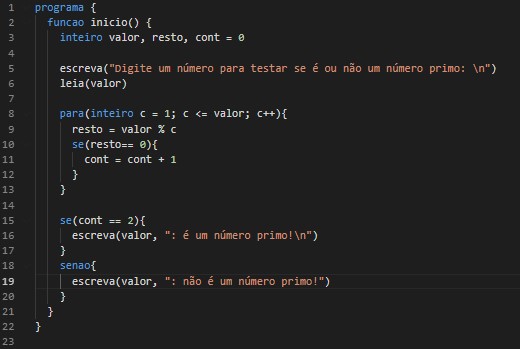 1 programa {
2 funcao inicio() {
3 inteiro valor, resto, cont = 0
4
5 escreva("Digite um número para testar se é ou não um número primo: \n")
6 leia(valor)
7
8 para(inteiro c = 1; c <= valor; c++){
9 resto = valor % c
10 se(resto== 0){
11 cont = cont + 1
12 }
13 }
14
15 se(cont == 2){
16 escreva(valor, ": é um número primo!\n")
17 }
18 senao{
19 escreva(valor, ": não é um número primo!")
20 }
21 }
22 }
23